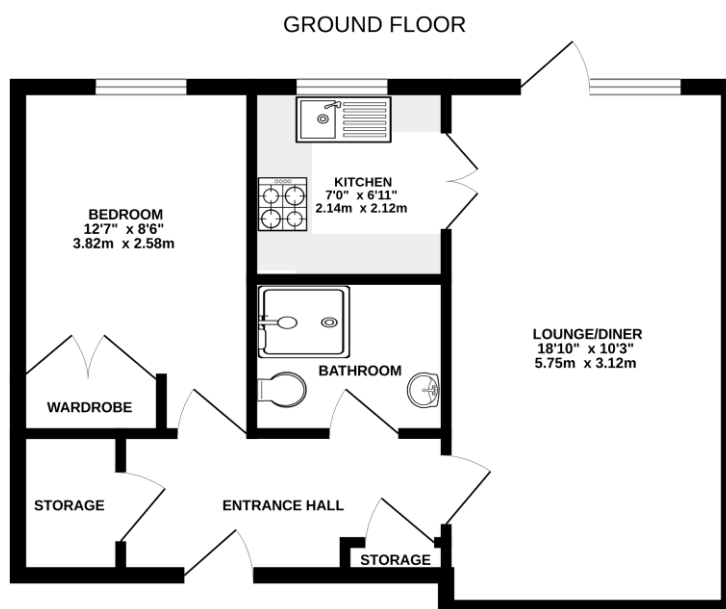 GROUND FLOOR
BEDROOM
12'7" x 8'6"
3.82m x 2.58m
KITCHEN
7'0" x 6'11"
2.14m x 2.12m
LOUNGE/DINER
18'10" x 10'3"
5.75m x 3.12m
BATHROOM
WARDROBE
STORAGE
ENTRANCE HALL
STORAGE